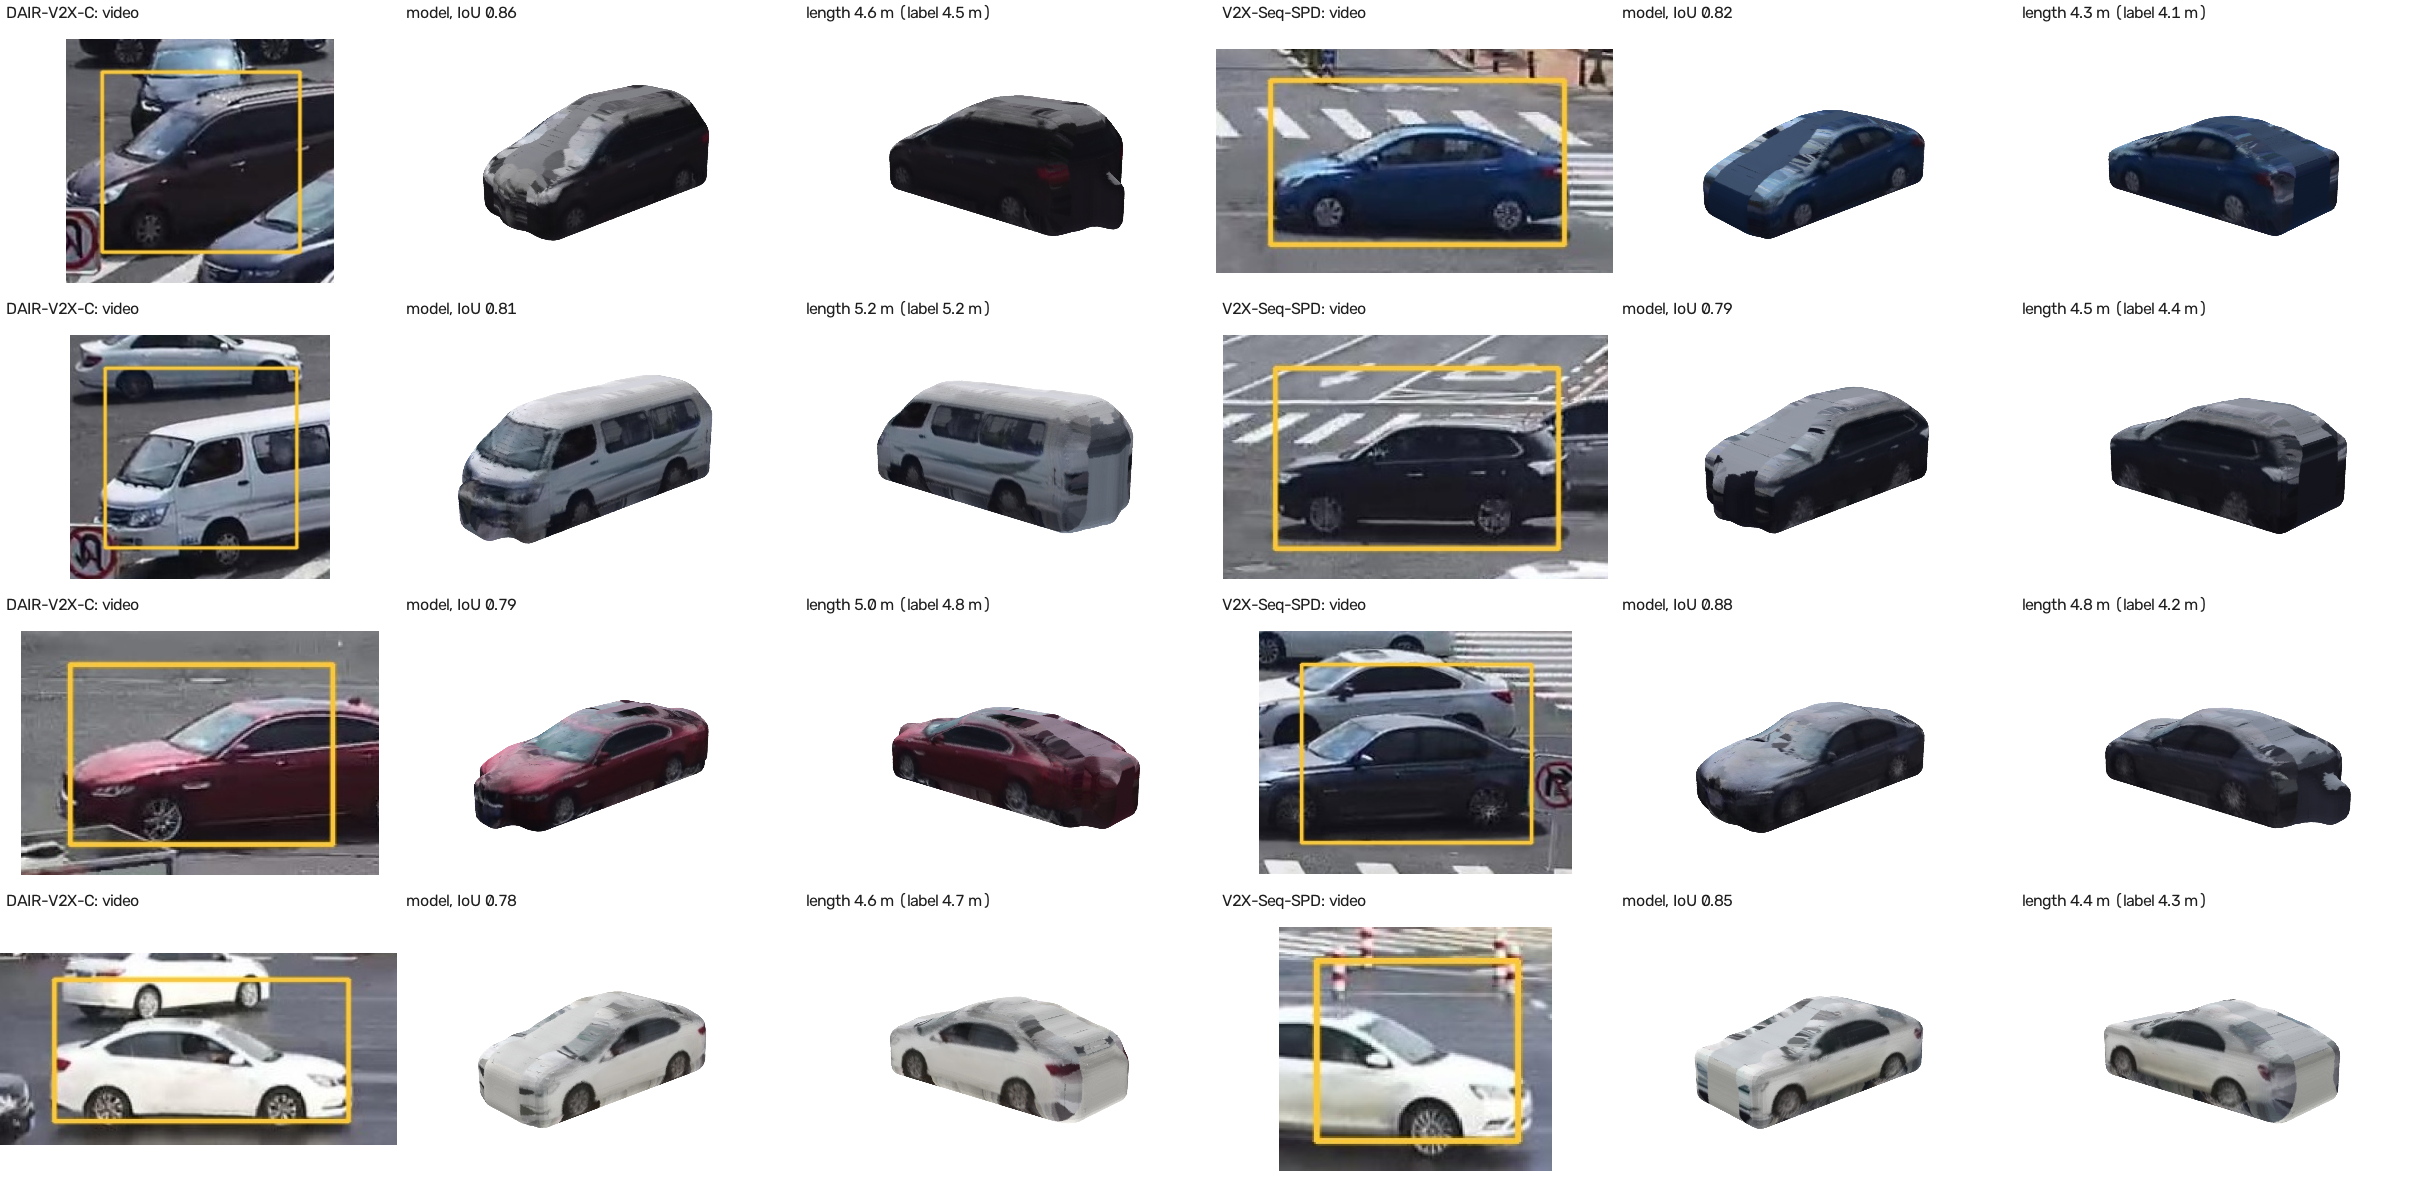 DAIR-V2X-C: video
model, IoU 0.86
length 4.6 m (label 4.5 m)
V2X-Seq-SPD: video
model, IoU 0.82
length 4.3 m (label 4.1 m)
DAIR-V2X-C: video
model, IoU 0.81
length 5.2 m (label 5.2 m)
V2X-Seq-SPD: video
model, IoU 0.79
length 4.5 m (label 4.4 m)
DAIR-V2X-C: video
model, IoU 0.79
length 5.0 m (label 4.8 m)
V2X-Seq-SPD: video
model, IoU 0.88
length 4.8 m (label 4.2 m)
DAIR-V2X-C: video
model, IoU 0.78
length 4.6 m (label 4.7 m)
V2X-Seq-SPD: video
model, IoU 0.85
length 4.4 m (label 4.3 m)